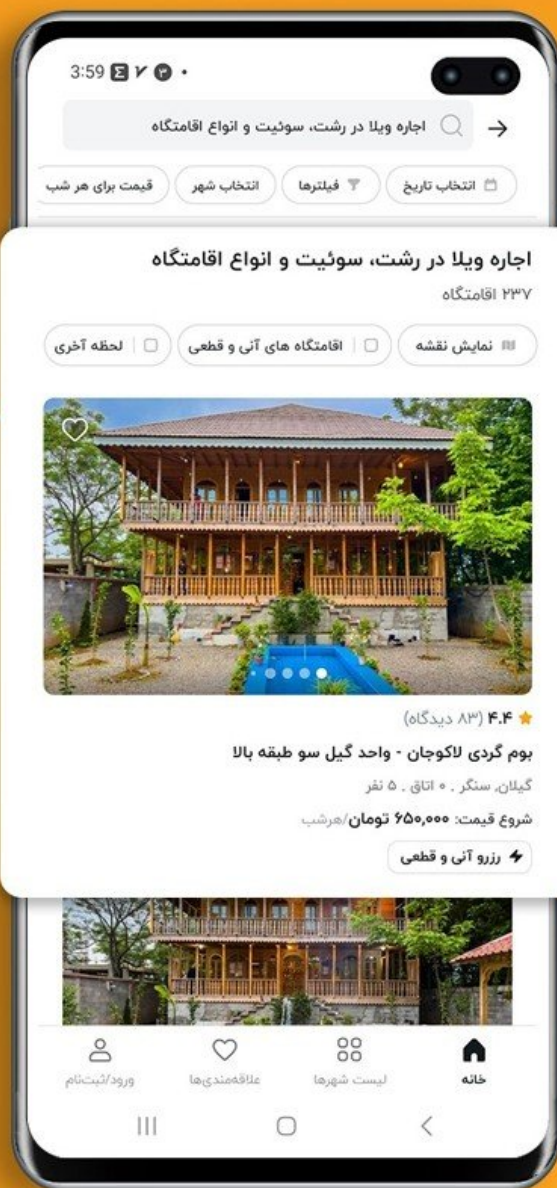 3:59
اجاره ویلا در رشت، سوئیت و انواع اقامتگاه
انتخاب تاریخ
فیلترها
انتخاب شهر
قیمت برای هر شب
اجاره ویلا در رشت، سوئیت و انواع اقامتگاه
۲۳۷ اقامتگاه
نمایش نقشه
اقامتگاه های آنی و قطعی
لحظه آخری
۴.۴ (۸۳ دیدگاه)
بوم گردی لاکوجان - واحد گیل سو طبقه بالا
گیلان, سنگر . ۰ اتاق . ۵ نفر
شروع قیمت: ۶۵۰,۰۰۰ تومان/هرشب
رزرو آنی و قطعی
خانه
لیست شهرها
علاقه‌مندی‌ها
ورود/ثبت‌نام